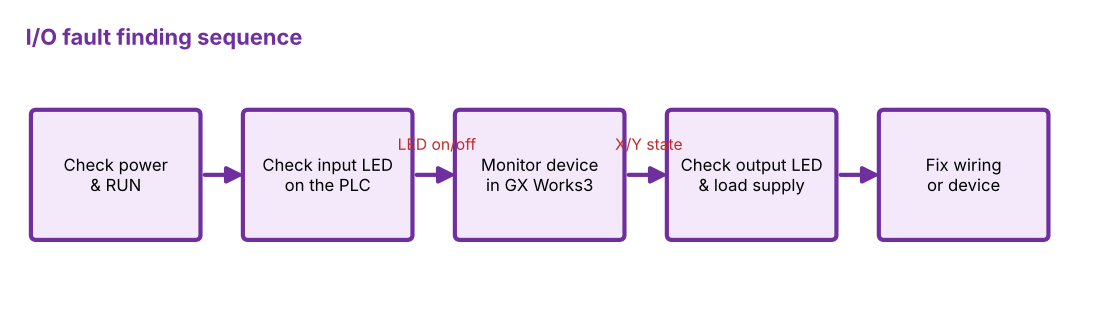 I/O fault finding sequence
Check power
& RUN
Check input LED
on the PLC
LED on/off
Monitor device
in GX Works3
X/Y state
Check output LED
& load supply
Fix wiring
or device